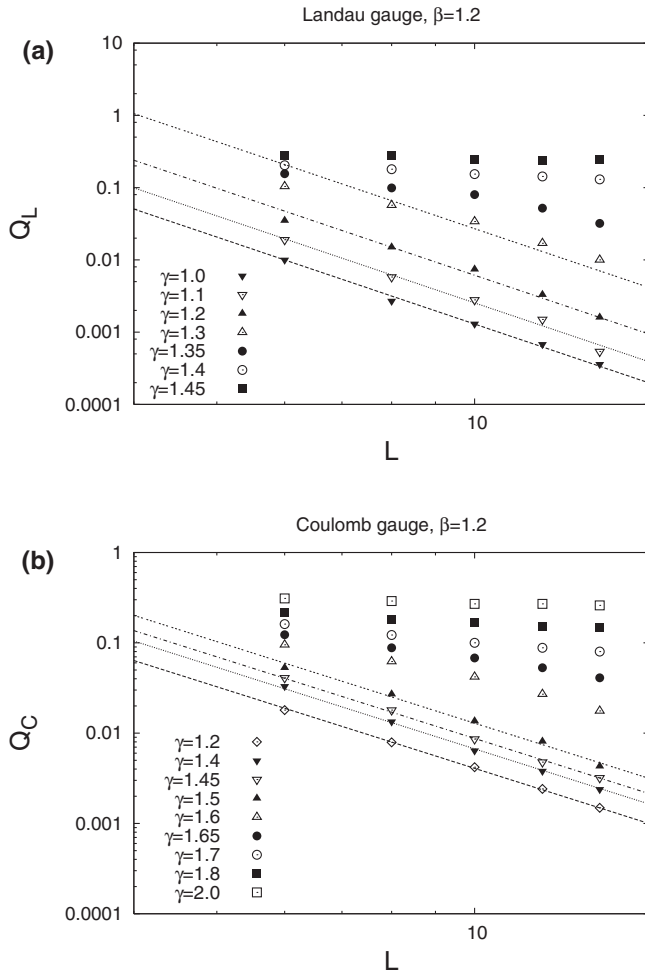 Landau gauge, β=1.2
(a)
10
1
0.1
0.01
0.001
0.0001
Q_L
γ=1.0
γ=1.1
γ=1.2
γ=1.3
γ=1.35
γ=1.4
γ=1.45
10
L
Coulomb gauge, β=1.2
(b)
1
0.1
0.01
0.001
0.0001
Q_C
γ=1.2
γ=1.4
γ=1.45
γ=1.5
γ=1.6
γ=1.65
γ=1.7
γ=1.8
γ=2.0
10
L